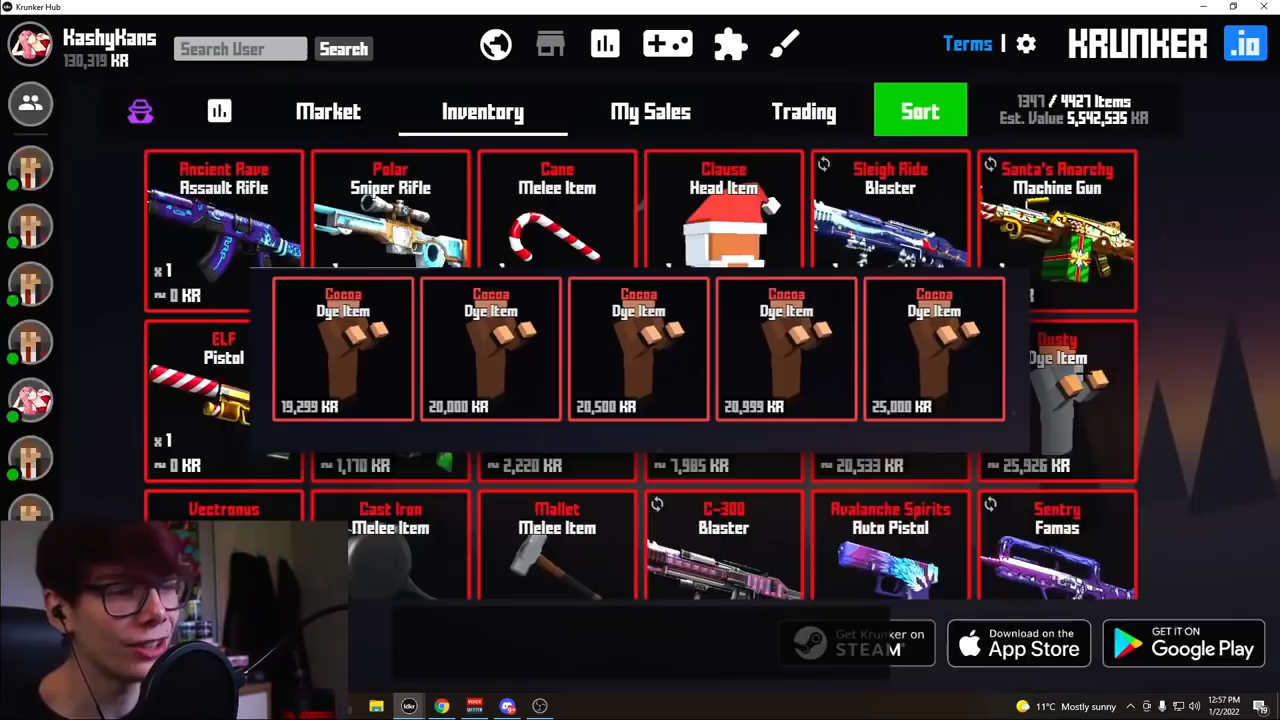 Krunker Hub
KashyKans
130,319 KR
Search User
Search
Terms |
KRUNKER
.io
Market
Inventory
My Sales
Trading
Sort
1347 / 4427 Items
Est. Value 5,542,535 KR
Ancient Rave
Assault Rifle
x 1
~ 0 KR
Polar
Sniper Rifle
Cane
Melee Item
Clause
Head Item
Sleigh Ride
Blaster
Santa's Anarchy
Machine Gun
Cocoa
Dye Item
19,299 KR
Cocoa
Dye Item
20,000 KR
Cocoa
Dye Item
20,500 KR
Cocoa
Dye Item
20,999 KR
Cocoa
Dye Item
25,000 KR
ELF
Pistol
x 1
~ 0 KR
~ 1,170 KR
~ 2,220 KR
~ 7,985 KR
~ 20,533 KR
Dusty
Dye Item
~ 25,926 KR
Vectronus
Cast Iron
Melee Item
Mallet
Melee Item
C-300
Blaster
Avalanche Spirits
Auto Pistol
Sentry
Famas
Get Krunker on
STEAM
Download on the
App Store
GET IT ON
Google Play
idkr
VOICE
MEETER
11°C Mostly sunny
12:57 PM
1/2/2022
19